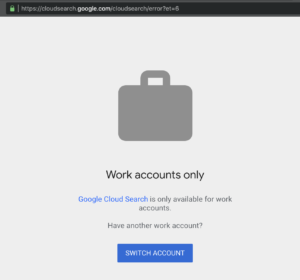 https://cloudsearch.google.com/cloudsearch/error?et=8
Work accounts only
Google Cloud Search is only available for work
accounts.
Have another work account?
SWITCH ACCOUNT